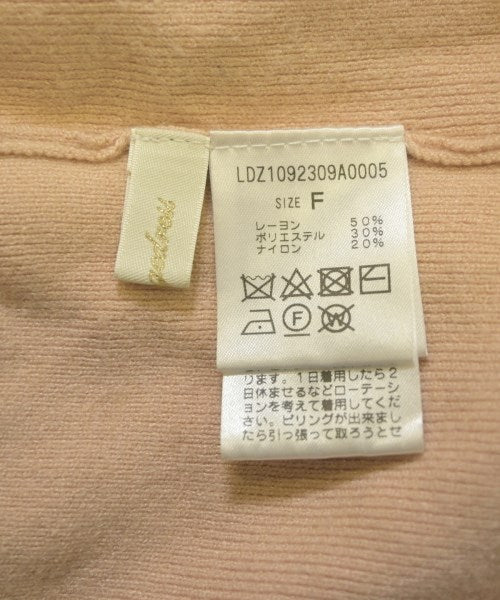 LDZ1092309A0005
SIZE F
レーヨン 50%
ポリエステル 30%
ナイロン 20%
F
W
ります。1日着用したら2
日休ませるなどローテーシ
ョンを考えて着用してくださ
い。ピリングが出来まし
たら引っ張って取ろうとせ